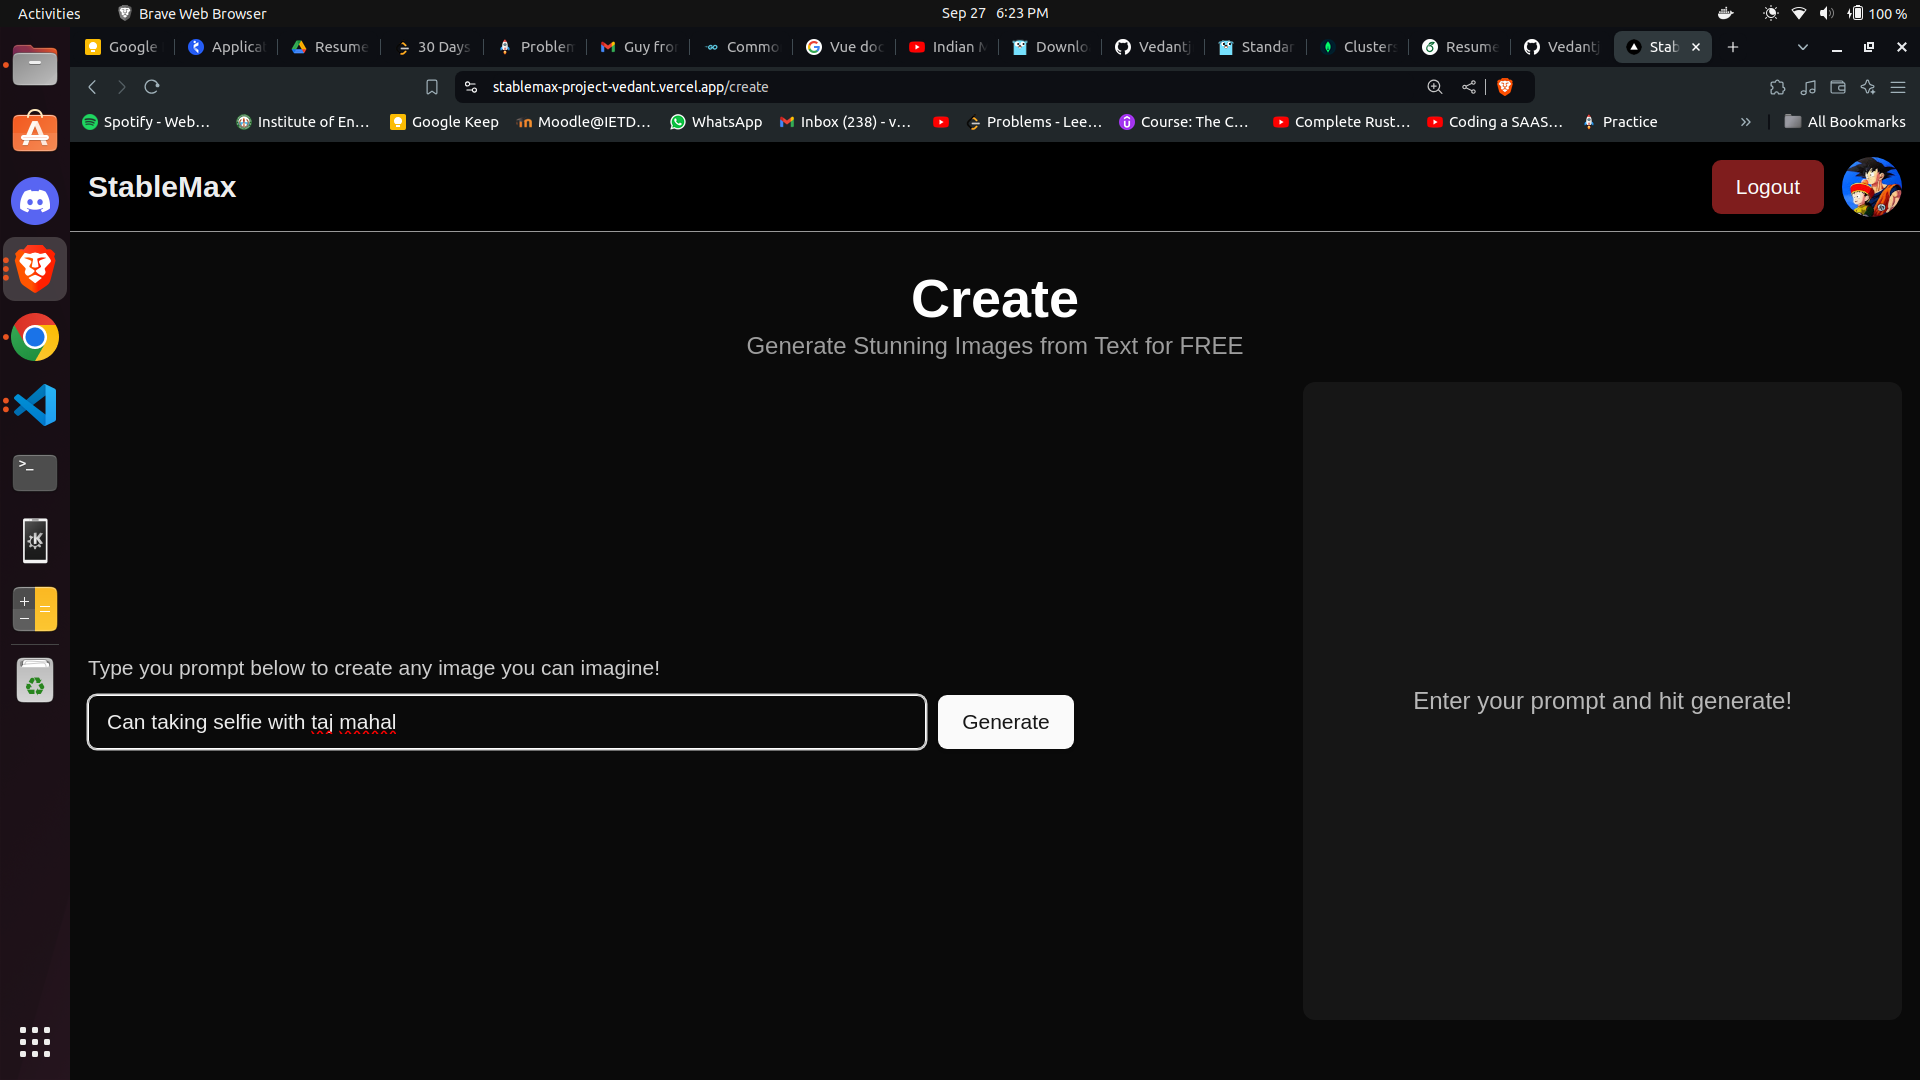 Activities Brave Web Browser Sep 27 6:23 PM 100 %
Google Applica Resume 30 Days Problem Guy fro Commo Vue doc Indian Downlo Vedant Standar Clusters Resume Vedant Stab
stablemax-project-vedant.vercel.app/create
Spotify - Web... Institute of En... Google Keep Moodle@IETD... WhatsApp Inbox (238) - v... Problems - Lee... Course: The C... Complete Rust... Coding a SAAS... Practice » All Bookmarks
StableMax Logout
Create
Generate Stunning Images from Text for FREE
Type you prompt below to create any image you can imagine!
Can taking selfie with taj mahal Generate
Enter your prompt and hit generate!